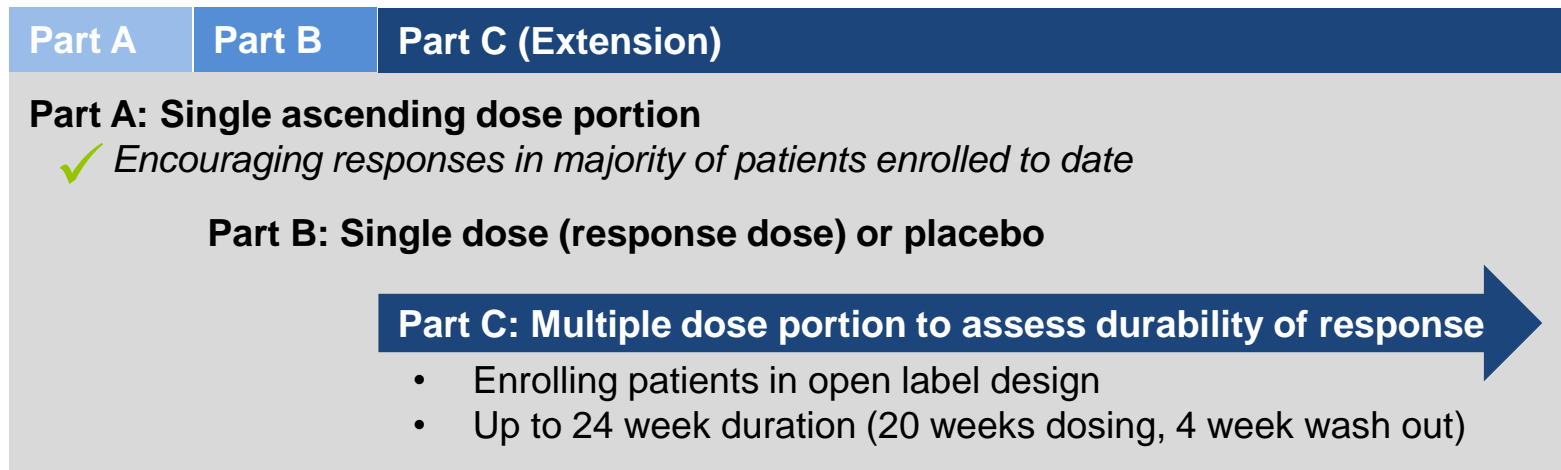 Part A Part B Part C (Extension)
Part A: Single ascending dose portion
✓ Encouraging responses in majority of patients enrolled to date
Part B: Single dose (response dose) or placebo
Part C: Multiple dose portion to assess durability of response
• Enrolling patients in open label design
• Up to 24 week duration (20 weeks dosing, 4 week wash out)